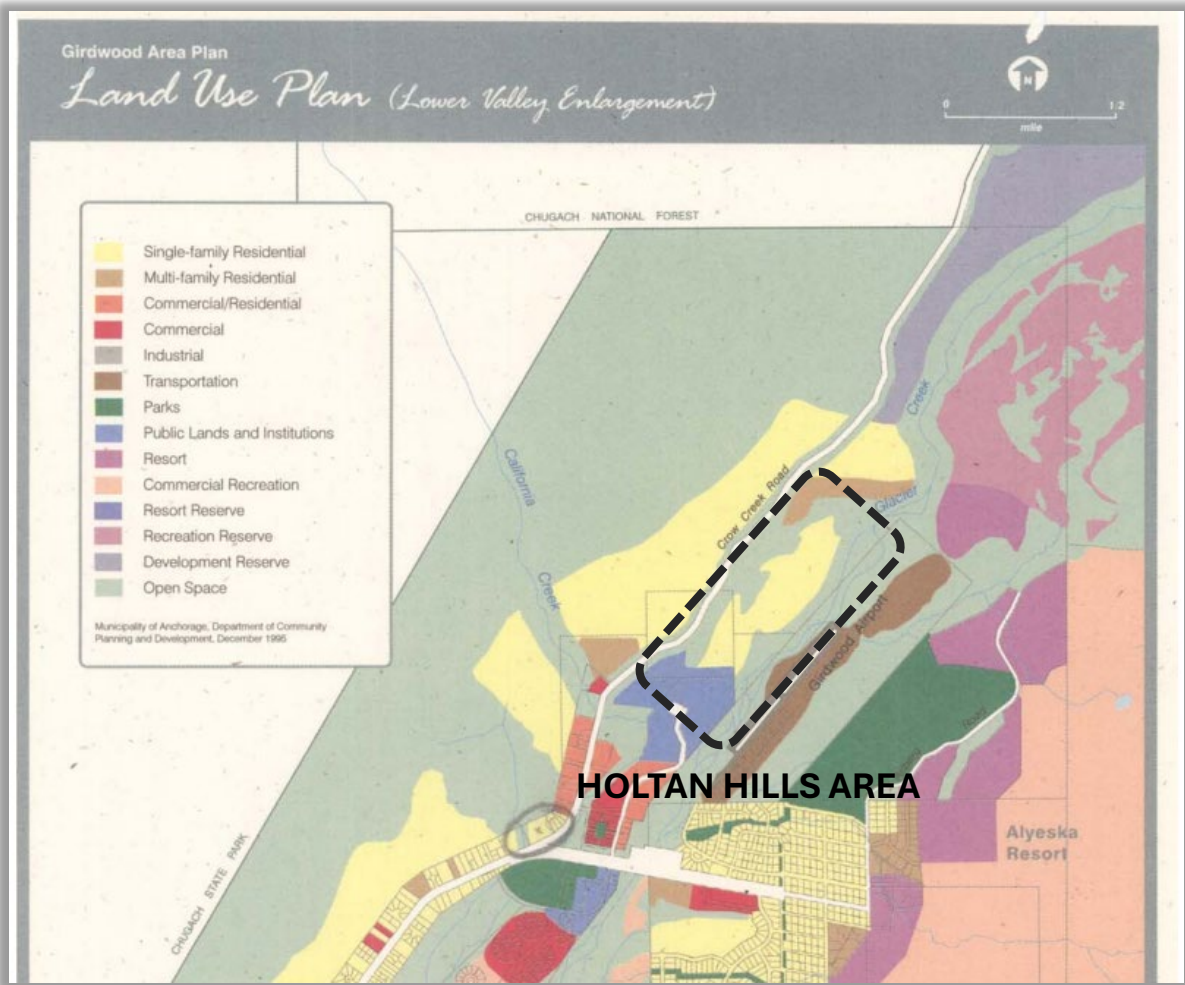 Girdwood Area Plan
Land Use Plan (Lower Valley Enlargement)
N
0 1/2
mile
CHUGACH NATIONAL FOREST
Single-family Residential
Multi-family Residential
Commercial/Residential
Commercial
Industrial
Transportation
Parks
Public Lands and Institutions
Resort
Commercial Recreation
Resort Reserve
Recreation Reserve
Development Reserve
Open Space
Municipality of Anchorage, Department of Community
Planning and Development, December 1995
Creek
Glacier
California
Creek
Crow Creek Road
Girdwood Airport
Road
HOLTAN HILLS AREA
Alyeska
Resort
CHUGACH STATE PARK